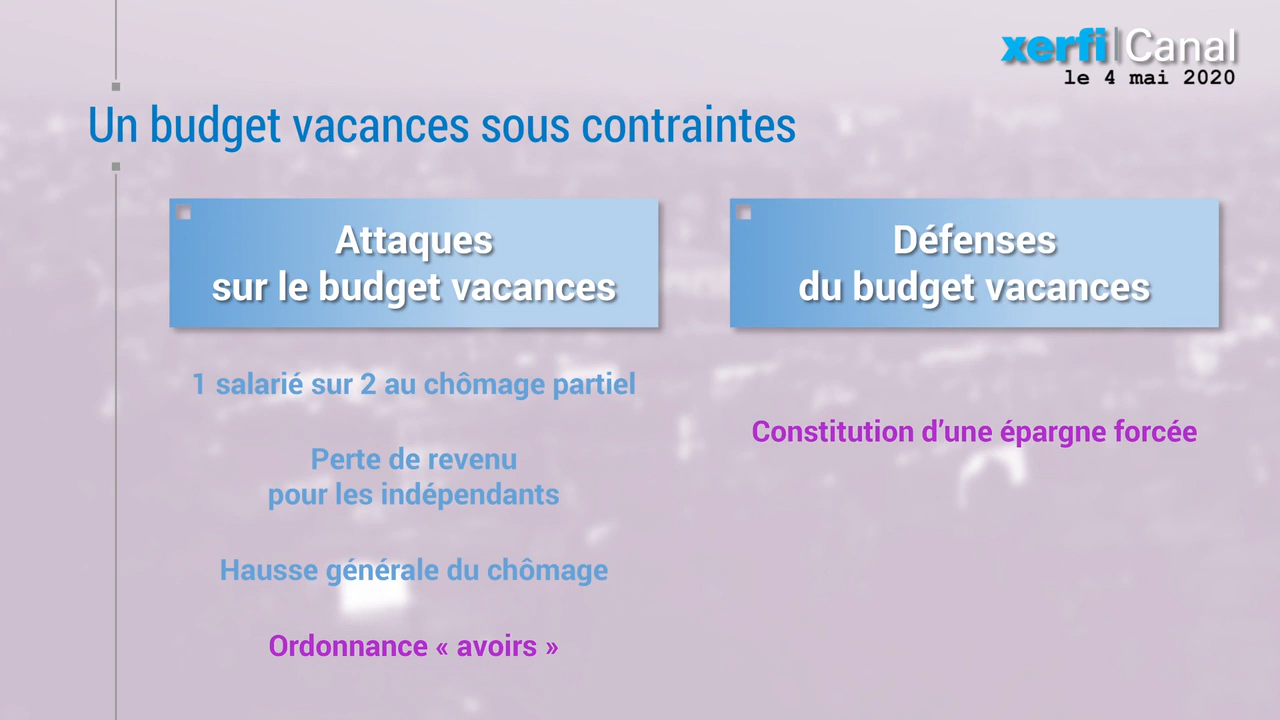 xerfi Canal
le 4 mai 2020
Un budget vacances sous contraintes
Attaques
sur le budget vacances
1 salarié sur 2 au chômage partiel
Perte de revenu
pour les indépendants
Hausse générale du chômage
Ordonnance « avoirs »
Défenses
du budget vacances
Constitution d’une épargne forcée